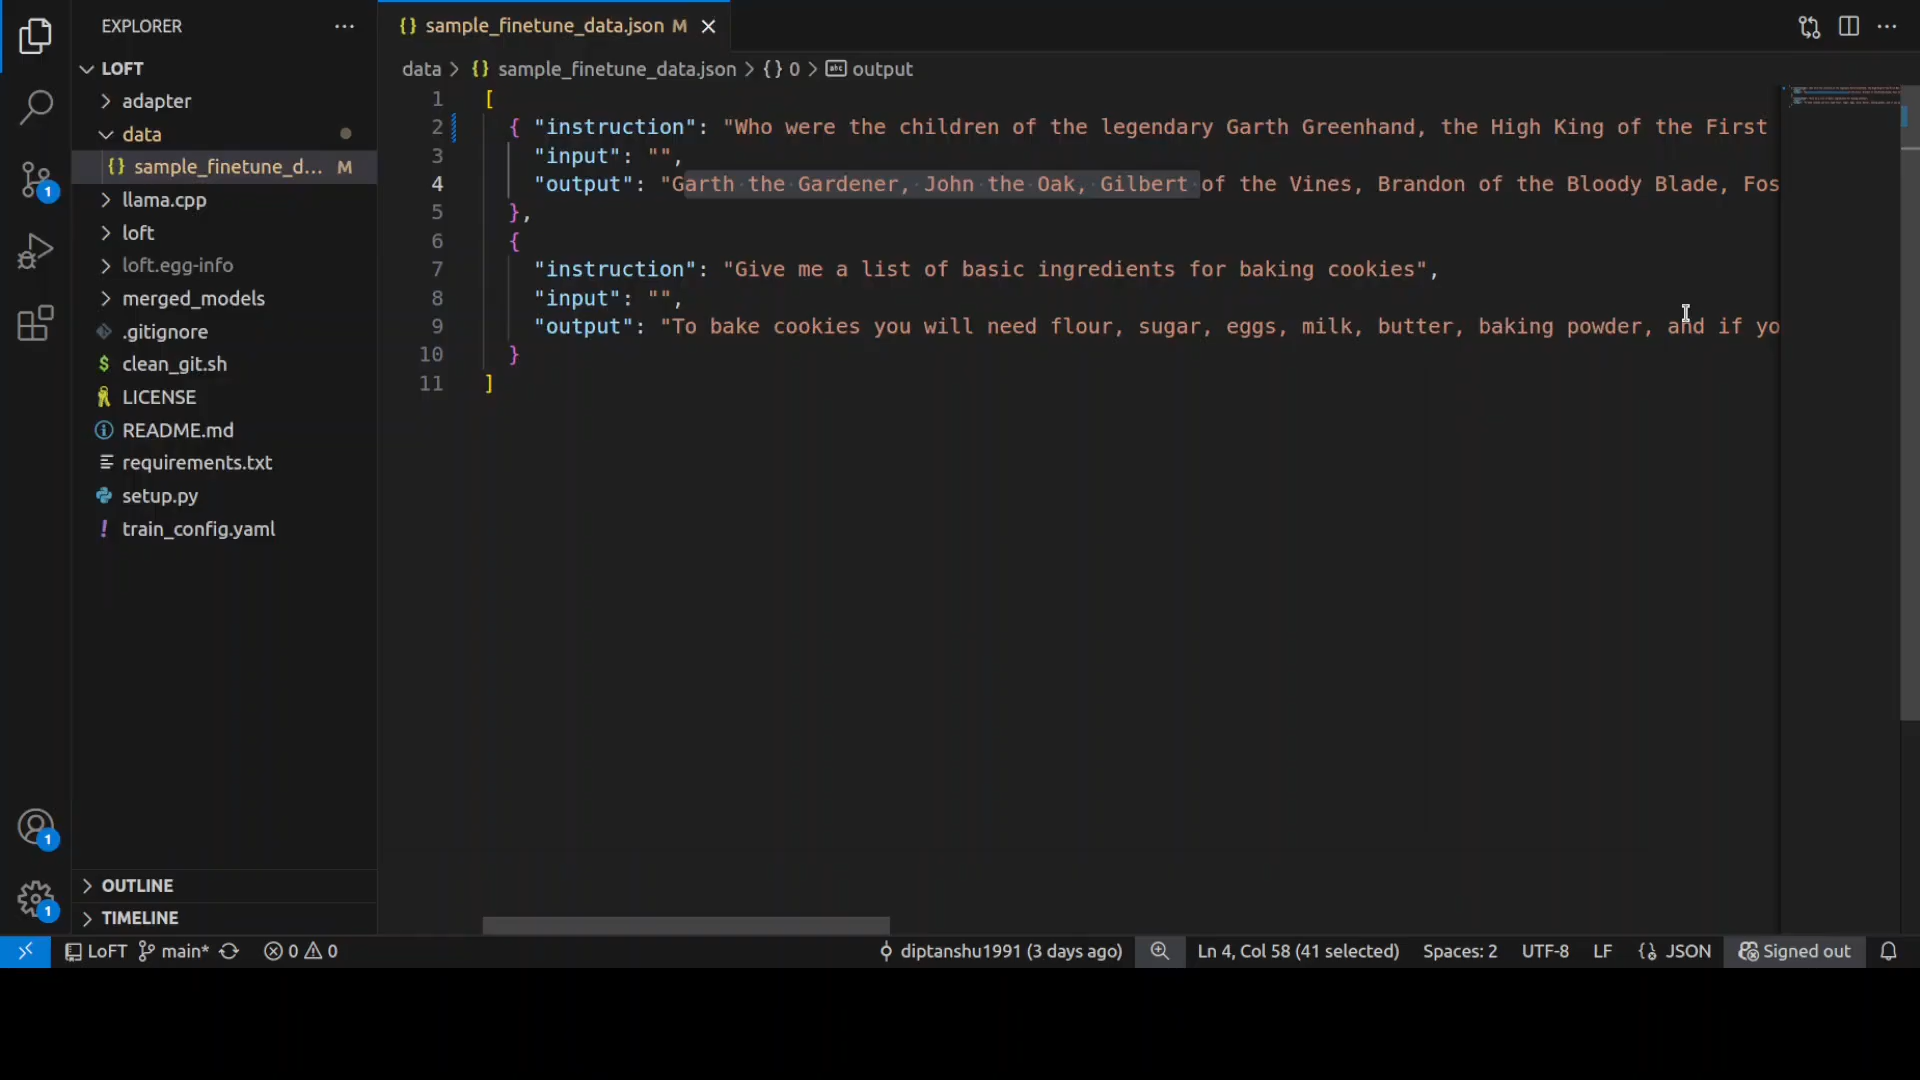 EXPLORER
LOFT
adapter
data
sample_finetune_d... M
llama.cpp
loft
loft.egg-info
merged_models
.gitignore
clean_git.sh
LICENSE
README.md
requirements.txt
setup.py
train_config.yaml
OUTLINE
TIMELINE
sample_finetune_data.json M
data > {} sample_finetune_data.json > {} 0 > abc output
1 [
2 { "instruction": "Who were the children of the legendary Garth Greenhand, the High King of the First
3 "input": "",
4 "output": "Garth the Gardener, John the Oak, Gilbert of the Vines, Brandon of the Bloody Blade, Fos
5 },
6 {
7 "instruction": "Give me a list of basic ingredients for baking cookies",
8 "input": "",
9 "output": "To bake cookies you will need flour, sugar, eggs, milk, butter, baking powder, and if yo
10 }
11 ]
1
1
1
LoFT main* 0 0 diptanshu1991 (3 days ago) Ln 4, Col 58 (41 selected) Spaces: 2 UTF-8 LF {} JSON Signed out